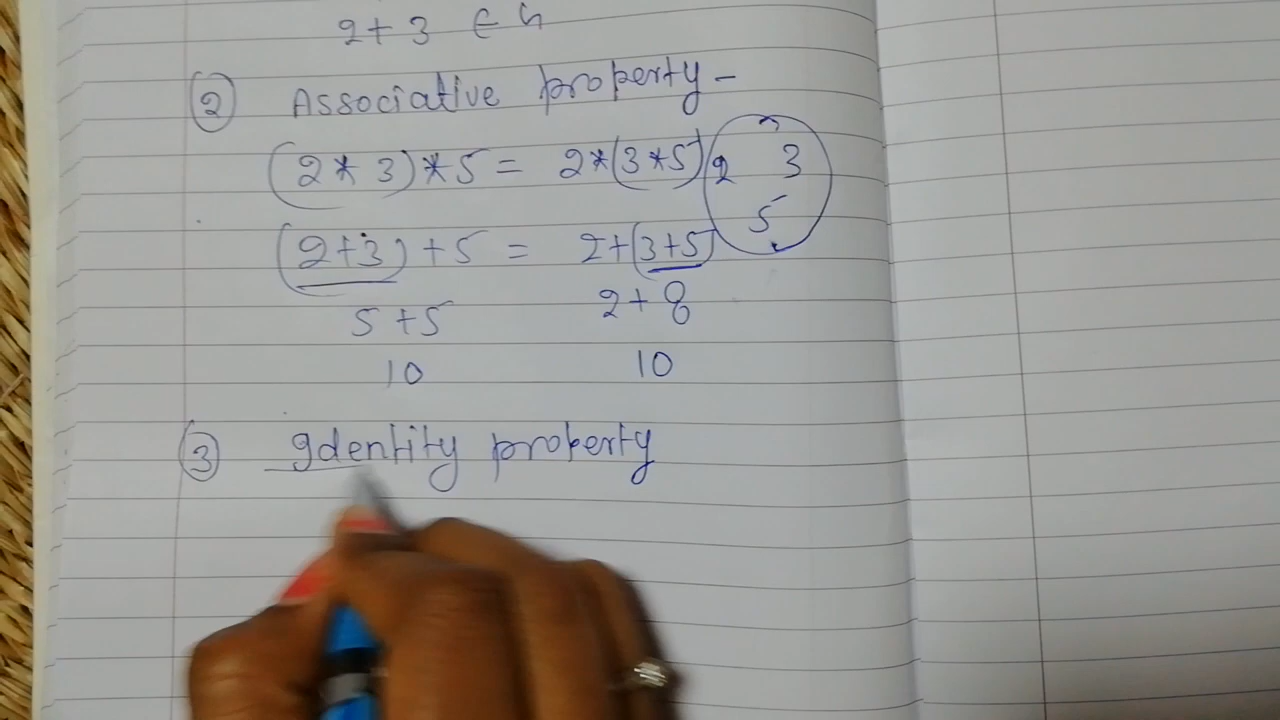 2+3 ∈ G
② Associative property -
(2*3)*5 = 2*(3*5) 2 3
5
(2+3)+5 = 2+(3+5)
5+5 2+8
10 10
③ Identity property